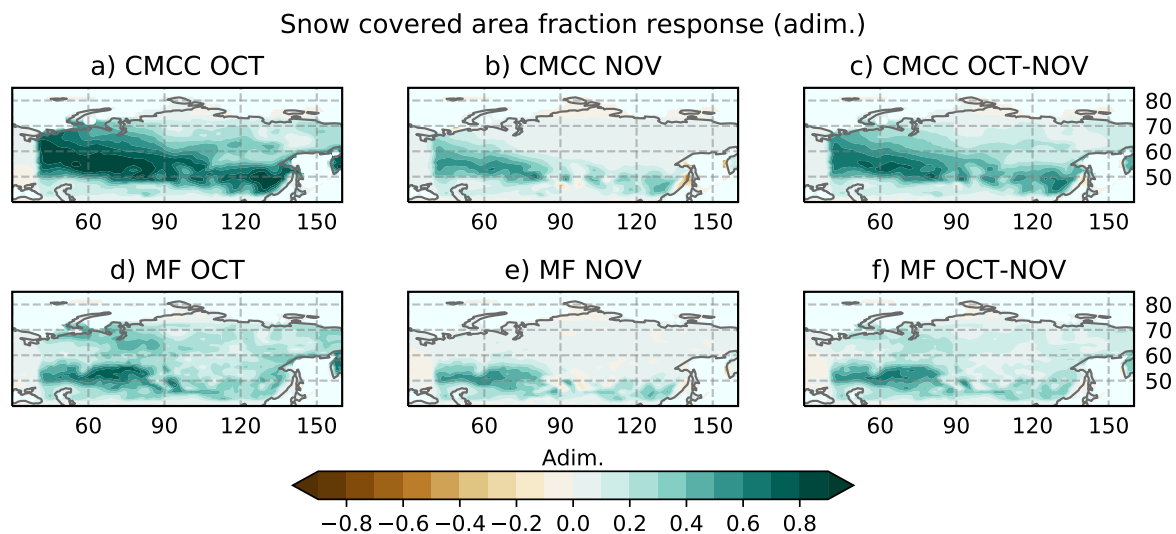 Snow covered area fraction response (adim.)
a) CMCC OCT b) CMCC NOV c) CMCC OCT-NOV
80
70
60
50
60 90 120 150 60 90 120 150 60 90 120 150
d) MF OCT e) MF NOV f) MF OCT-NOV
80
70
60
50
60 90 120 150 60 90 120 150 60 90 120 150
Adim.
−0.8 −0.6 −0.4 −0.2 0.0 0.2 0.4 0.6 0.8